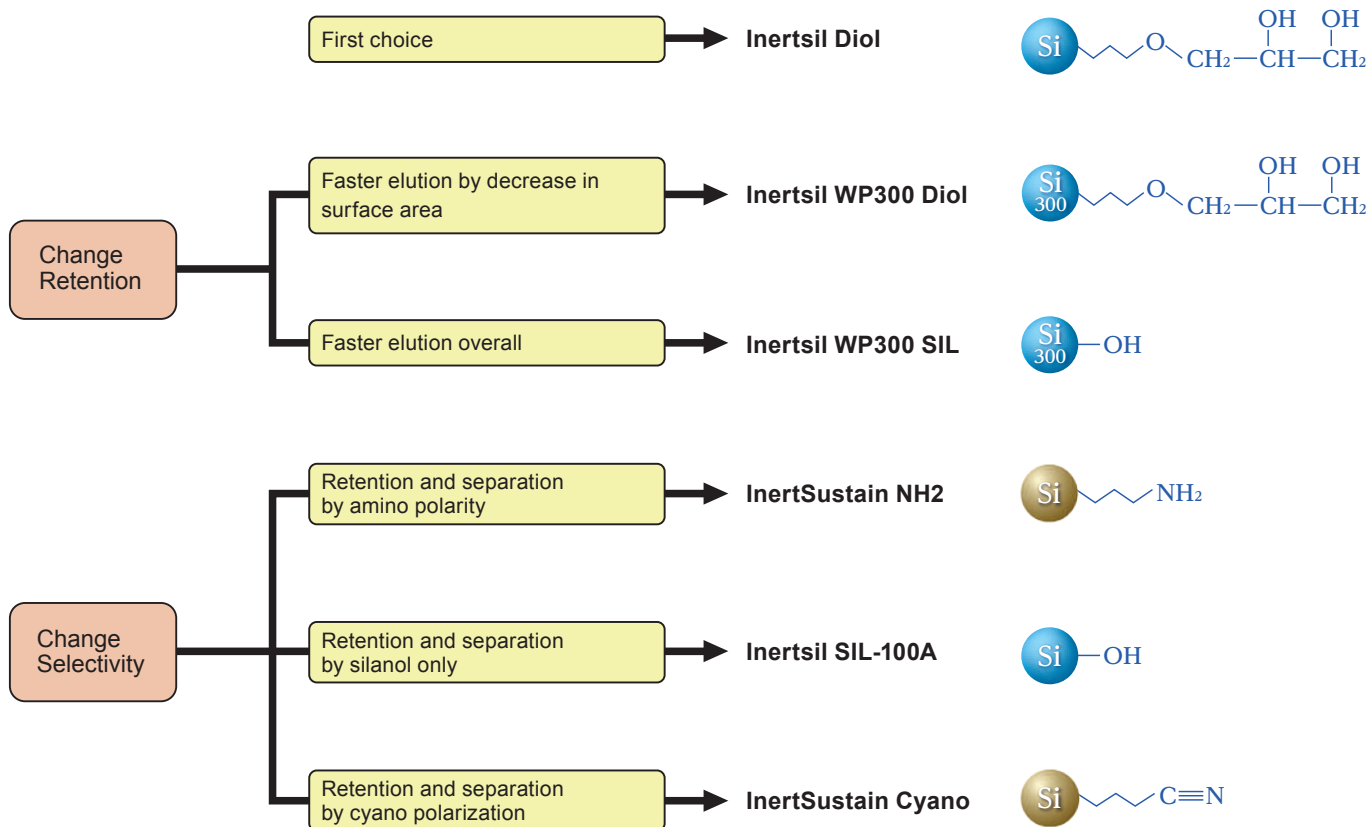 First choice
Inertsil Diol
Si
O
CH₂
OH
CH
OH
CH₂
Change
Retention
Faster elution by decrease in
surface area
Inertsil WP300 Diol
Si
300
O
CH₂
OH
CH
OH
CH₂
Faster elution overall
Inertsil WP300 SIL
Si
300
OH
Change
Selectivity
Retention and separation
by amino polarity
InertSustain NH2
Si
NH₂
Retention and separation
by silanol only
Inertsil SIL-100A
Si
OH
Retention and separation
by cyano polarization
InertSustain Cyano
Si
C≡N